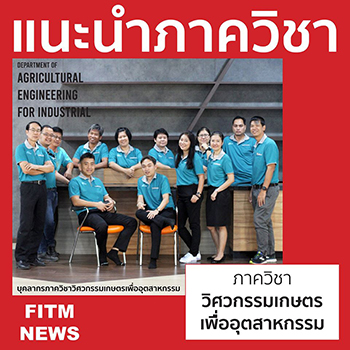 แนะนำภาควิชา
DEPARTMENT OF
AGRICULTURAL
ENGINEERING
FOR INDUSTRIAL
บุคลากรภาควิชาวิศวกรรมเกษตรเพื่ออุตสาหกรรม
FITM
NEWS
ภาควิชา
วิศวกรรมเกษตร
เพื่ออุตสาหกรรม